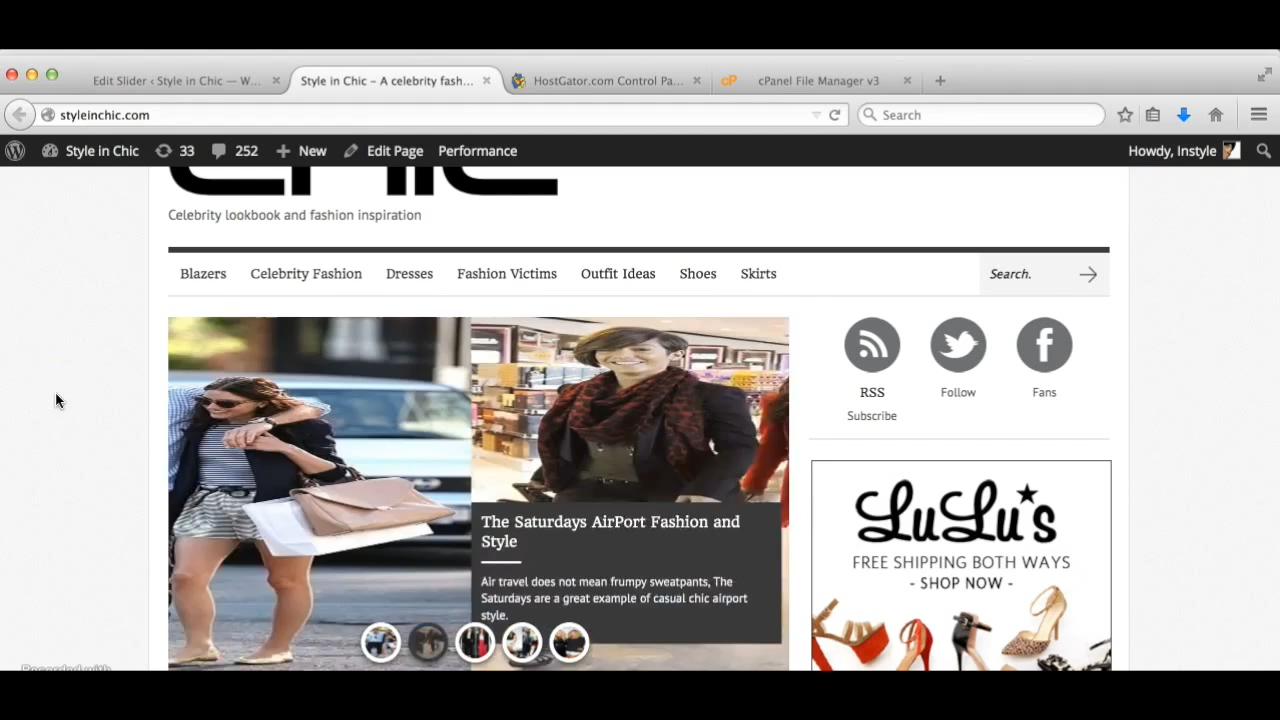 Edit Slider ‹ Style in Chic — W...
Style in Chic – A celebrity fash...
HostGator.com Control Pa...
cP cPanel File Manager v3
styleinchic.com
Search
Style in Chic 33 252 New Edit Page Performance
Howdy, Instyle
CHIC
Celebrity lookbook and fashion inspiration
Blazers Celebrity Fashion Dresses Fashion Victims Outfit Ideas Shoes Skirts
Search.
RSS
Subscribe
Follow
Fans
The Saturdays AirPort Fashion and
Style
Air travel does not mean frumpy sweatpants, The
Saturdays are a great example of casual chic airport
style.
LuLu's
FREE SHIPPING BOTH WAYS
- SHOP NOW -
Recorded with